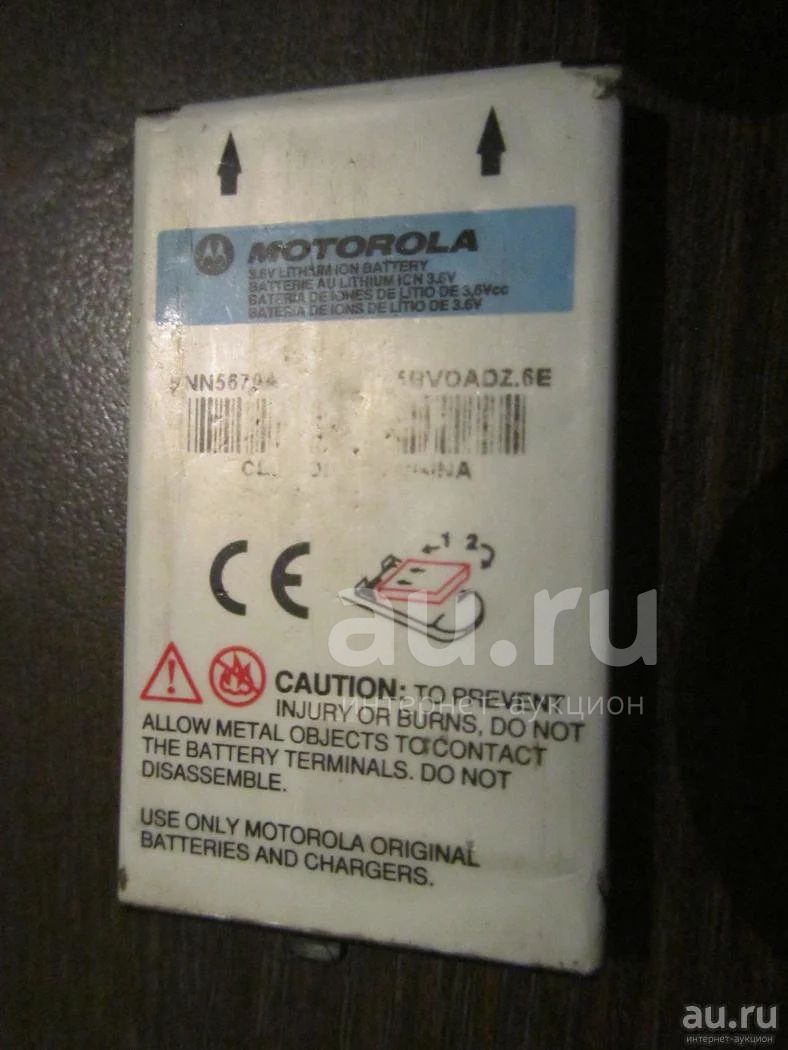 MOTOROLA
3.6V LITHIUM ION BATTERY
BATTERIE AU LITHIUM ION 3.6V
BATERIA DE IONES DE LITIO DE 3,6Vcc
BATERIA DE IONS DE LÍTIO DE 3.6V
CE
1 2
au.ru
CAUTION: TO PREVENT
интернет-аукцион
INJURY OR BURNS, DO NOT
ALLOW METAL OBJECTS TO CONTACT
THE BATTERY TERMINALS. DO NOT
DISASSEMBLE.
USE ONLY MOTOROLA ORIGINAL
BATTERIES AND CHARGERS.
au.ru
интернет-аукцион